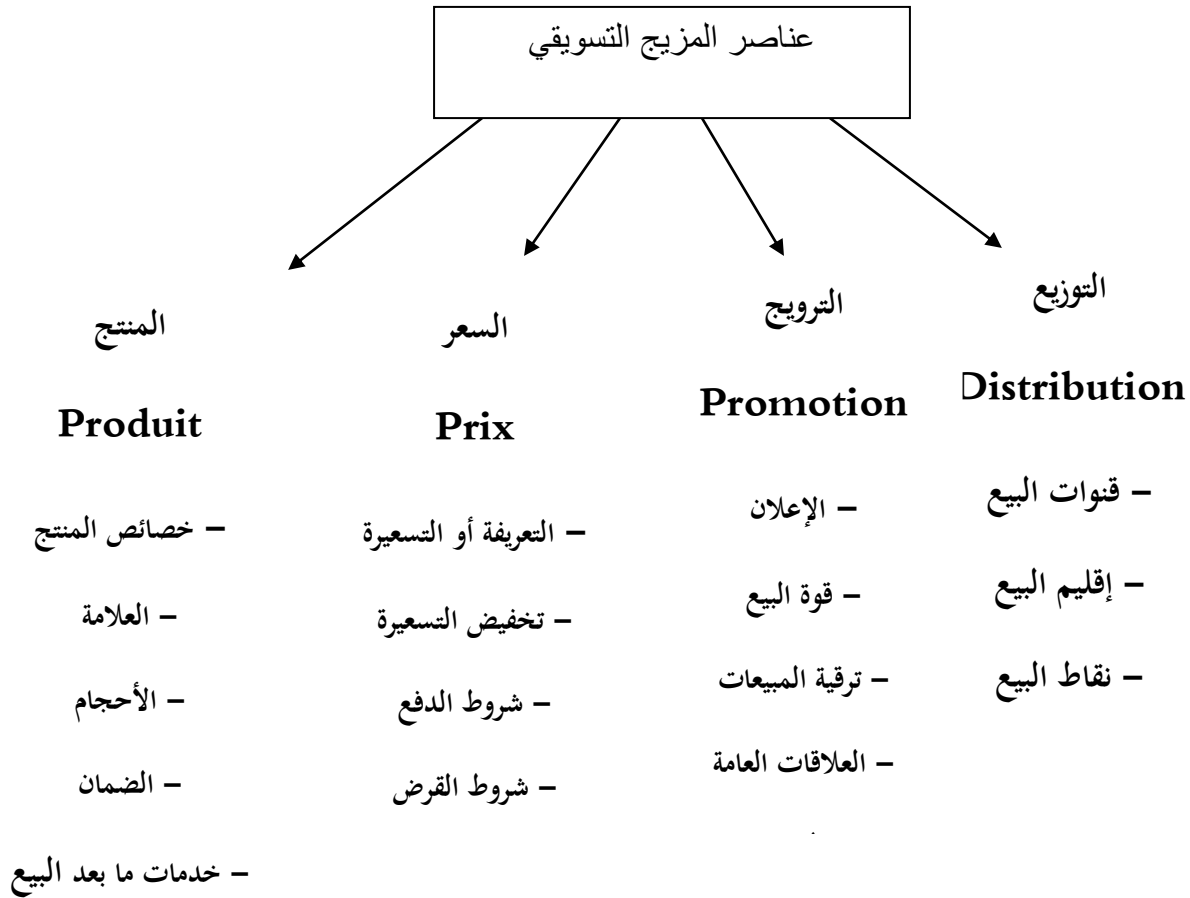 عناصر المزيج التسويقي
التوزيع
Distribution
– قنوات البيع
– إقليم البيع
– نقاط البيع
الترويج
Promotion
– الإعلان
– قوة البيع
– ترقية المبيعات
– العلاقات العامة
السعر
Prix
– التعريفة أو التسعيرة
– تخفيض التسعيرة
– شروط الدفع
– شروط القرض
المنتج
Produit
– خصائص المنتج
– العلامة
– الأحجام
– الضمان
– خدمات ما بعد البيع